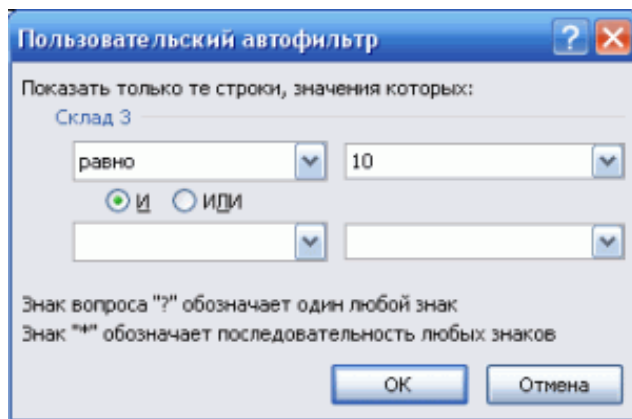 Пользовательский автофильтр
Показать только те строки, значения которых:
Склад 3
равно 10
И ИЛИ
Знак вопроса "?" обозначает один любой знак
Знак "*" обозначает последовательность любых знаков
ОК Отмена